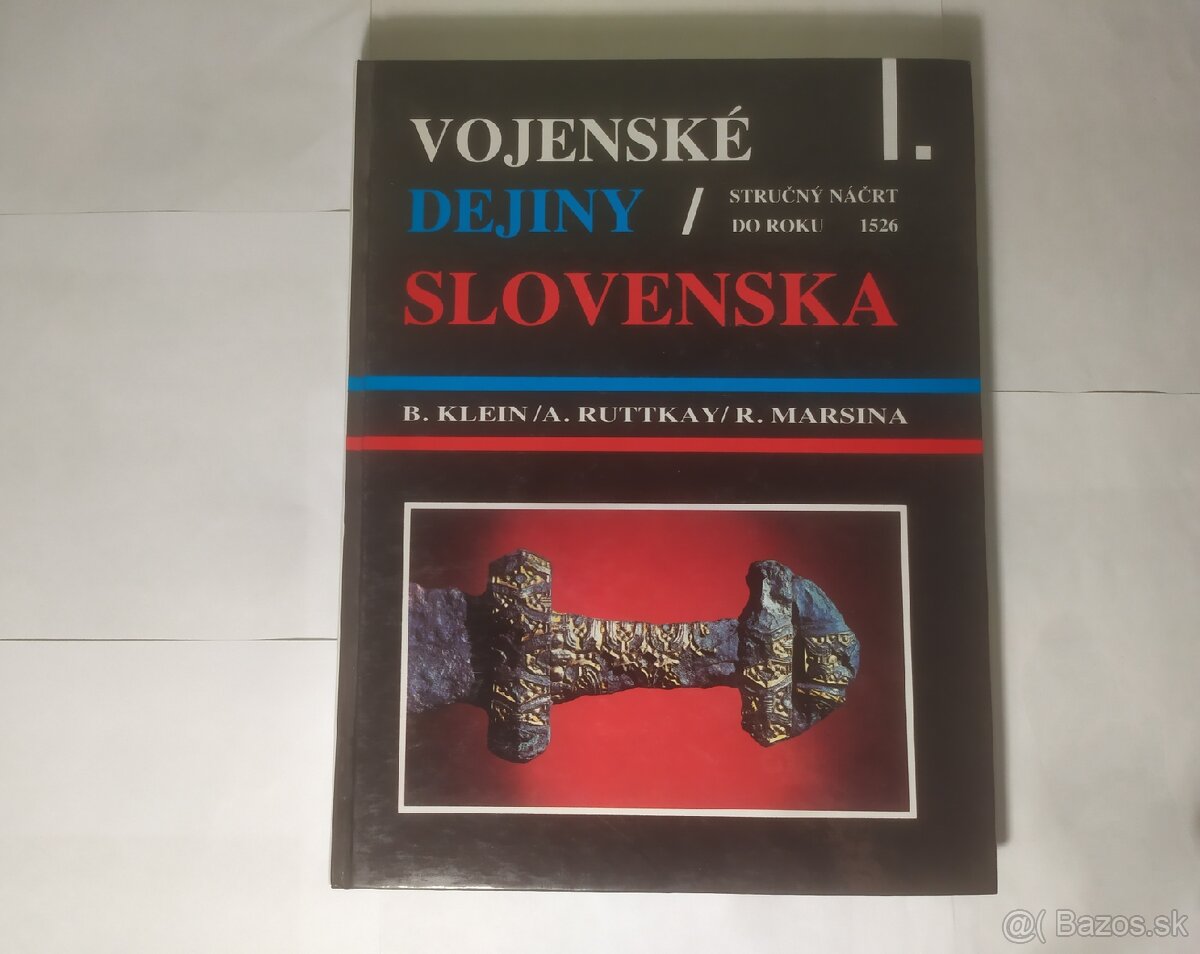 VOJENSKÉ I.
DEJINY / STRUČNÝ NÁČRT
DO ROKU 1526
SLOVENSKA
B. KLEIN/A. RUTTKAY/R. MARSINA
@( Bazos.sk